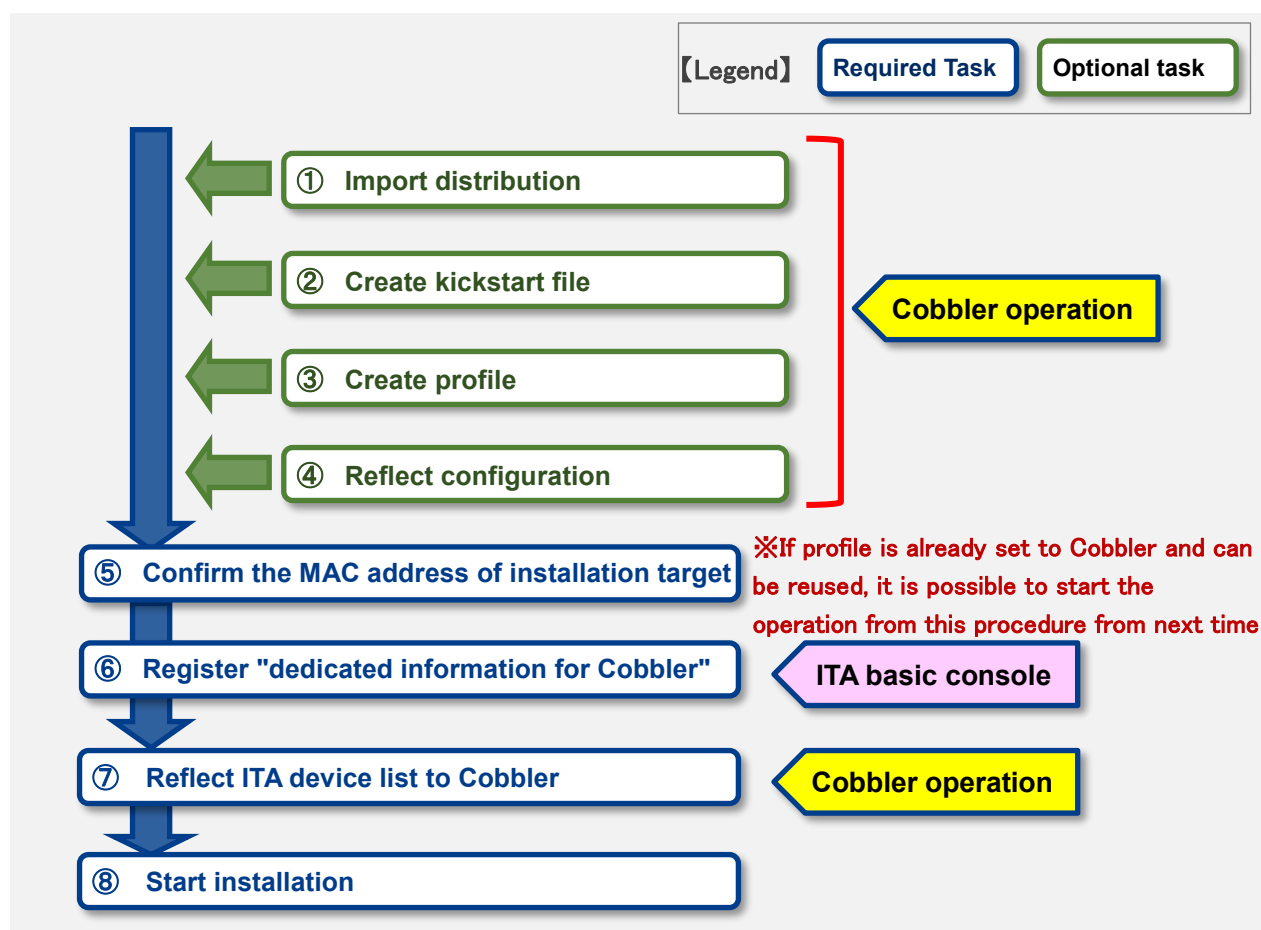 【Legend】
Required Task
Optional task
① Import distribution
② Create kickstart file
Cobbler operation
③ Create profile
④ Reflect configuration
⑤ Confirm the MAC address of installation target
※If profile is already set to Cobbler and can
be reused, it is possible to start the
operation from this procedure from next time
⑥ Register "dedicated information for Cobbler"
ITA basic console
⑦ Reflect ITA device list to Cobbler
Cobbler operation
⑧ Start installation